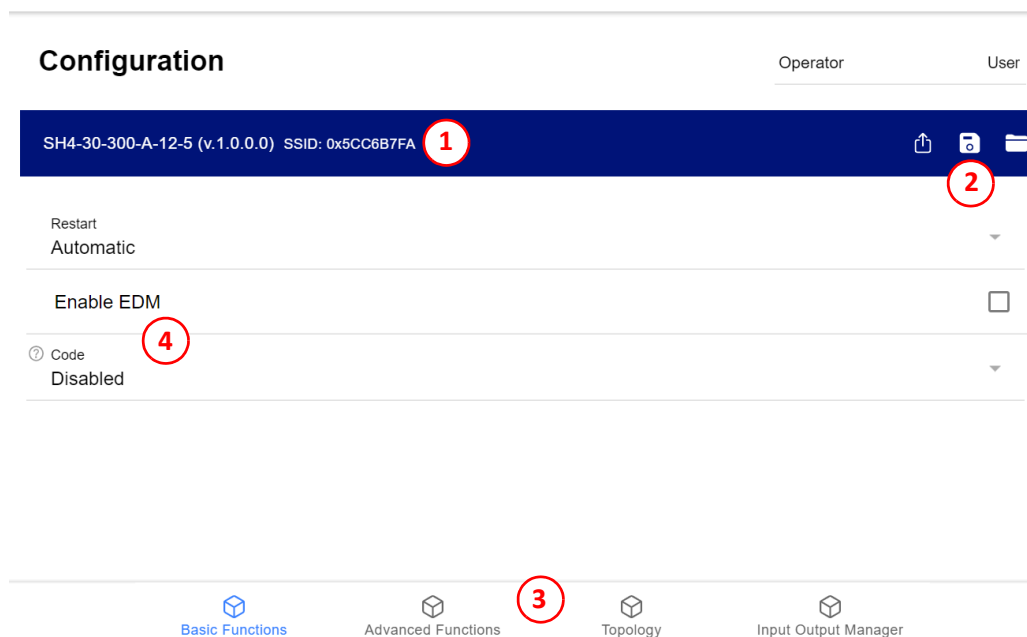 Configuration
Operator User
SH4-30-300-A-12-5 (v.1.0.0.0) SSID: 0x5CC6B7FA 1
2
Restart
Automatic
Enable EDM
4
? Code
Disabled
3
Basic Functions Advanced Functions Topology Input Output Manager